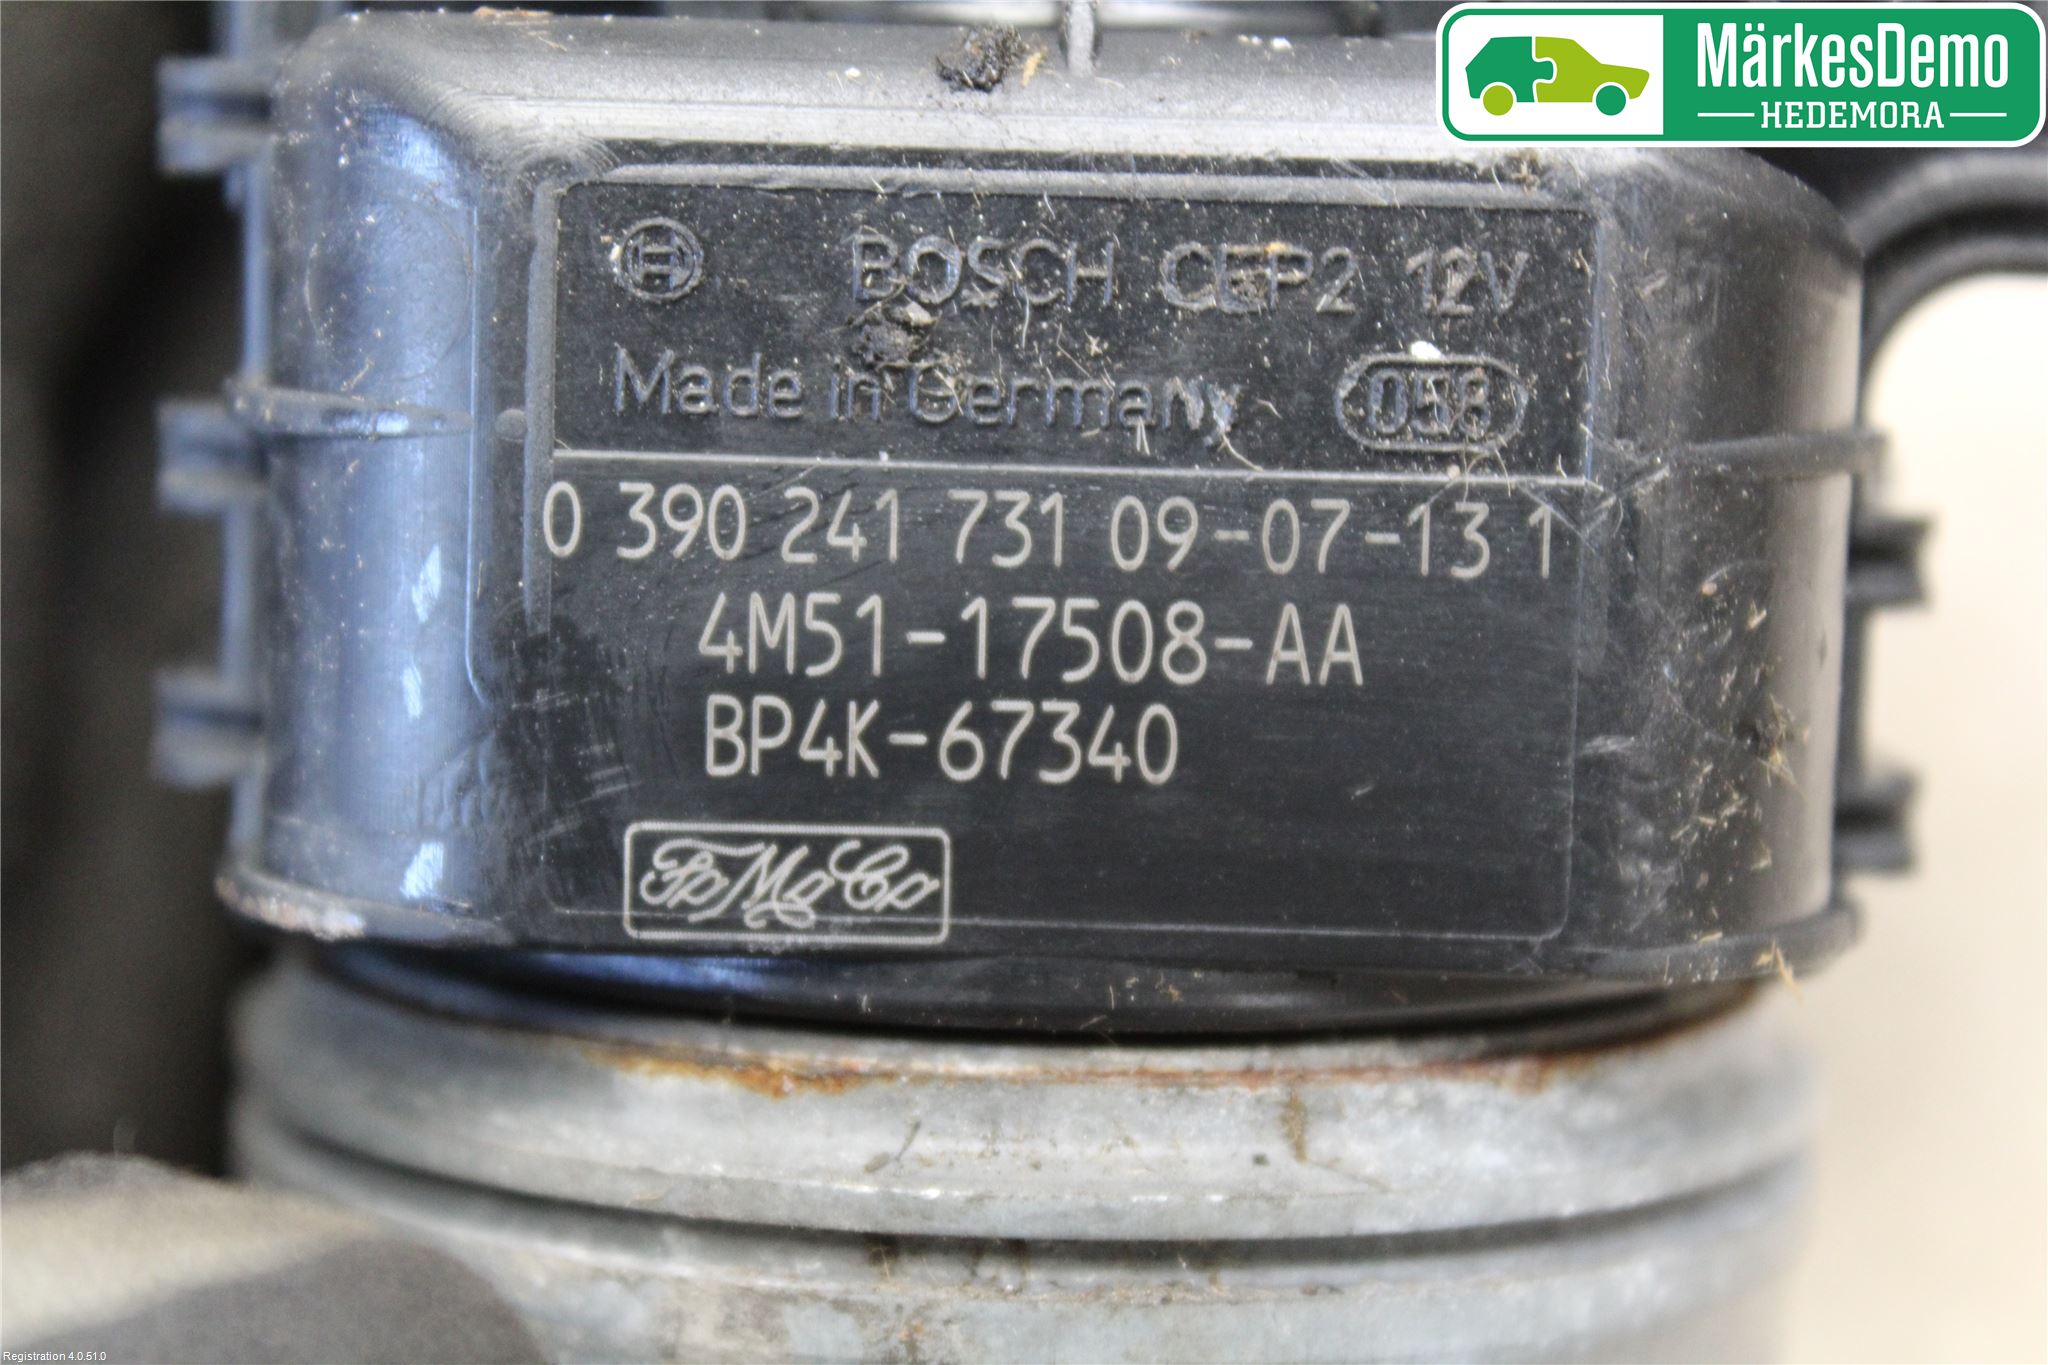 MärkesDemo
HEDEMORA
BOSCH CEP2 12V
Made in Germany 058
0 390 241 731 09-07-13 1
4M51-17508-AA
BP4K-67340
FoMoCo
Registration 4.0.51.0